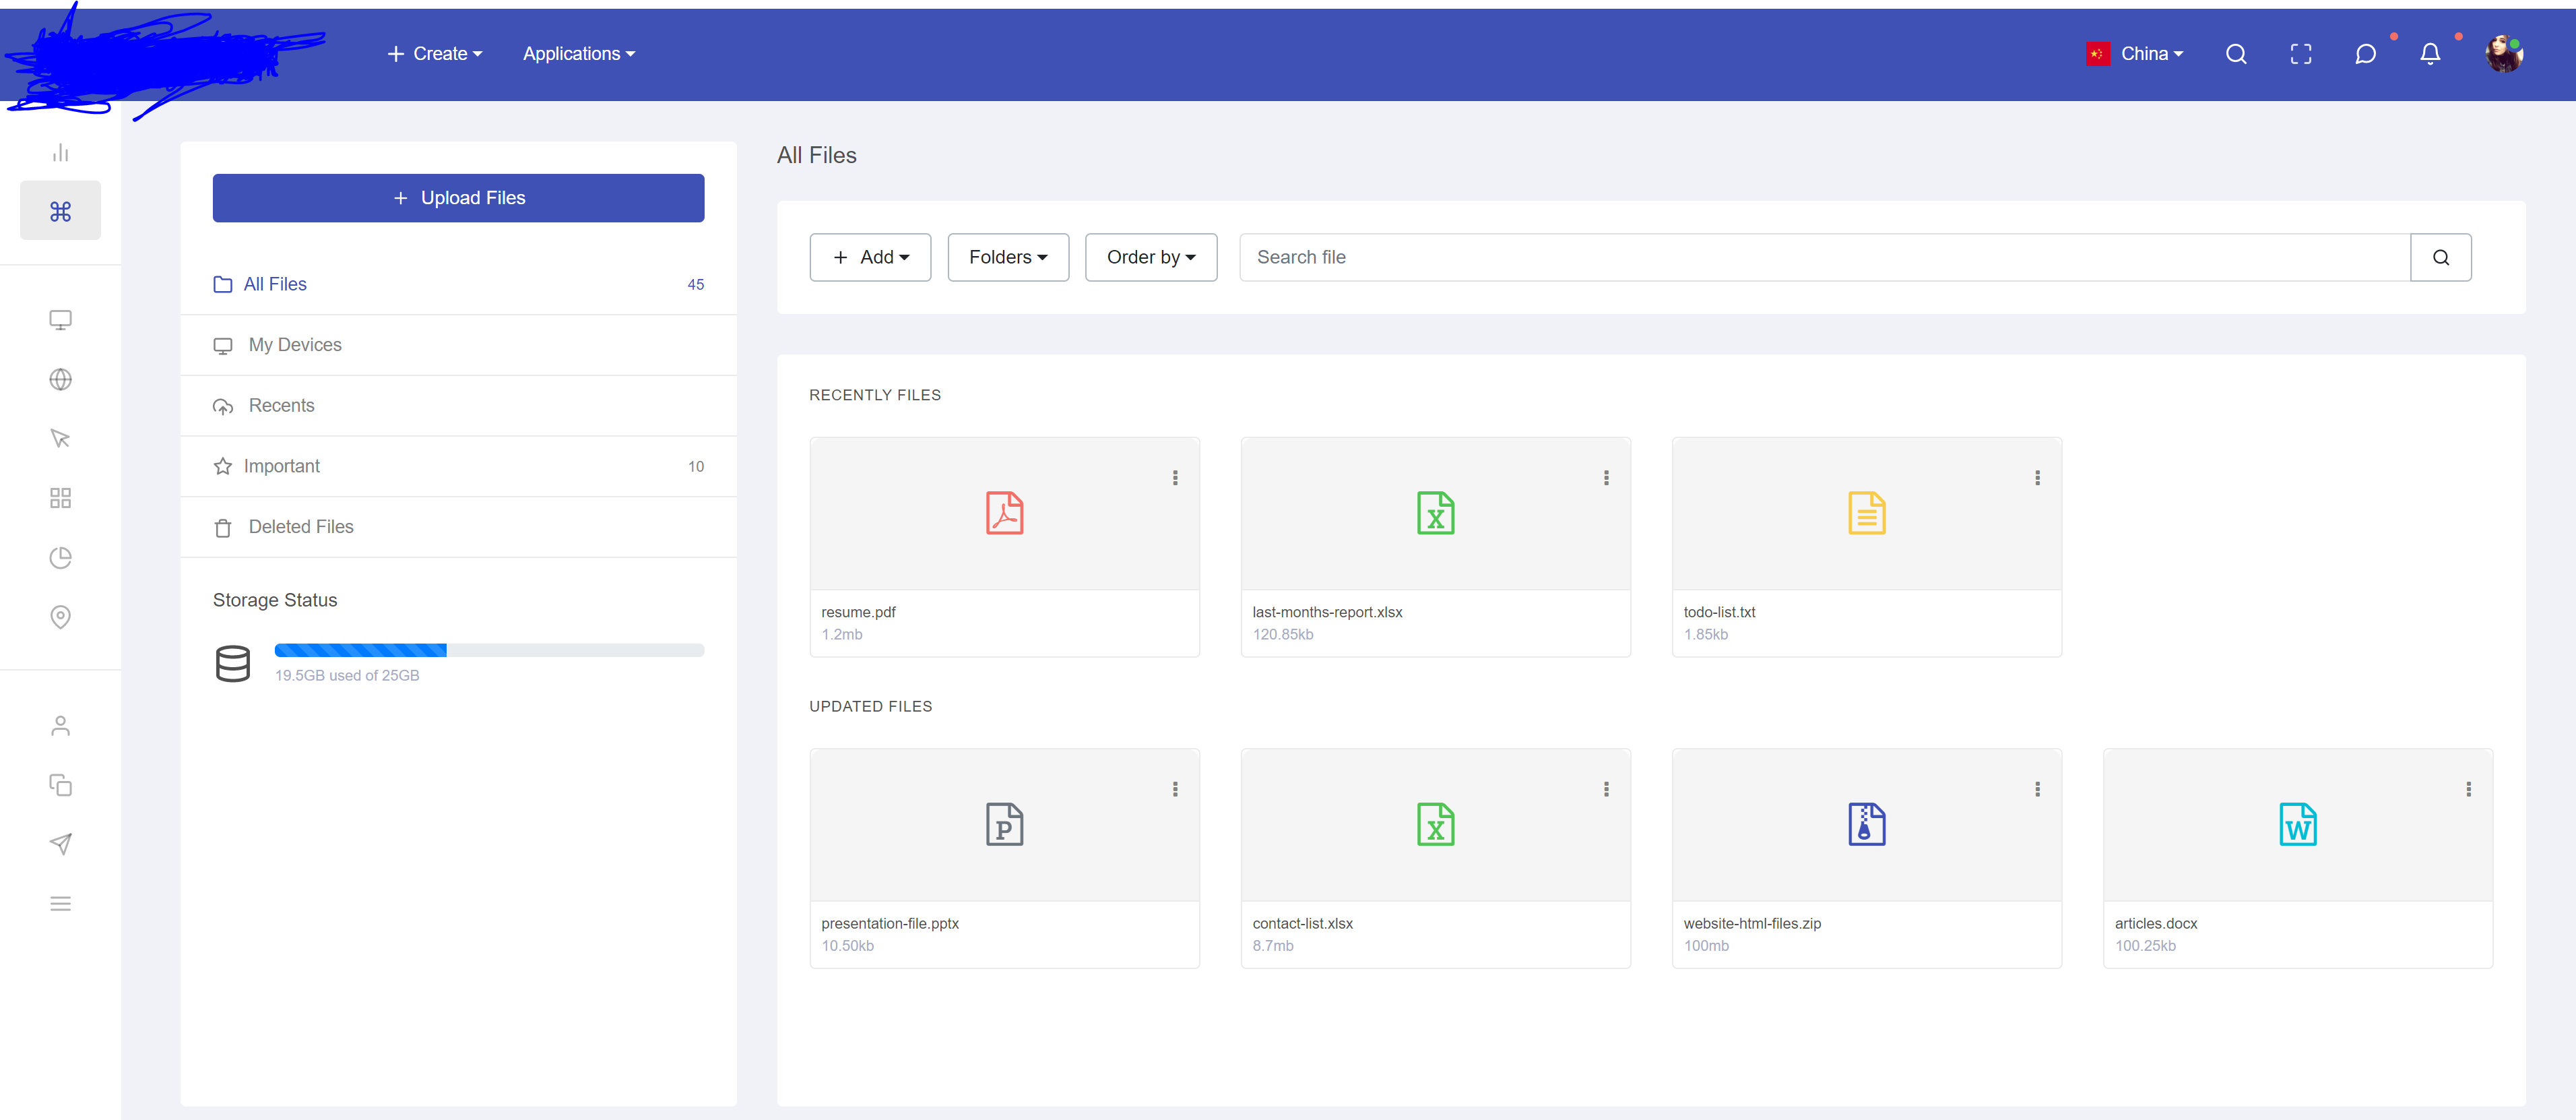 Create
Applications
China
Upload Files
All Files 45
My Devices
Recents
Important 10
Deleted Files
Storage Status
19.5GB used of 25GB
All Files
Add
Folders
Order by
Search file
RECENTLY FILES
resume.pdf
1.2mb
last-months-report.xlsx
120.85kb
todo-list.txt
1.85kb
UPDATED FILES
presentation-file.pptx
10.50kb
contact-list.xlsx
8.7mb
website-html-files.zip
100mb
articles.docx
100.25kb